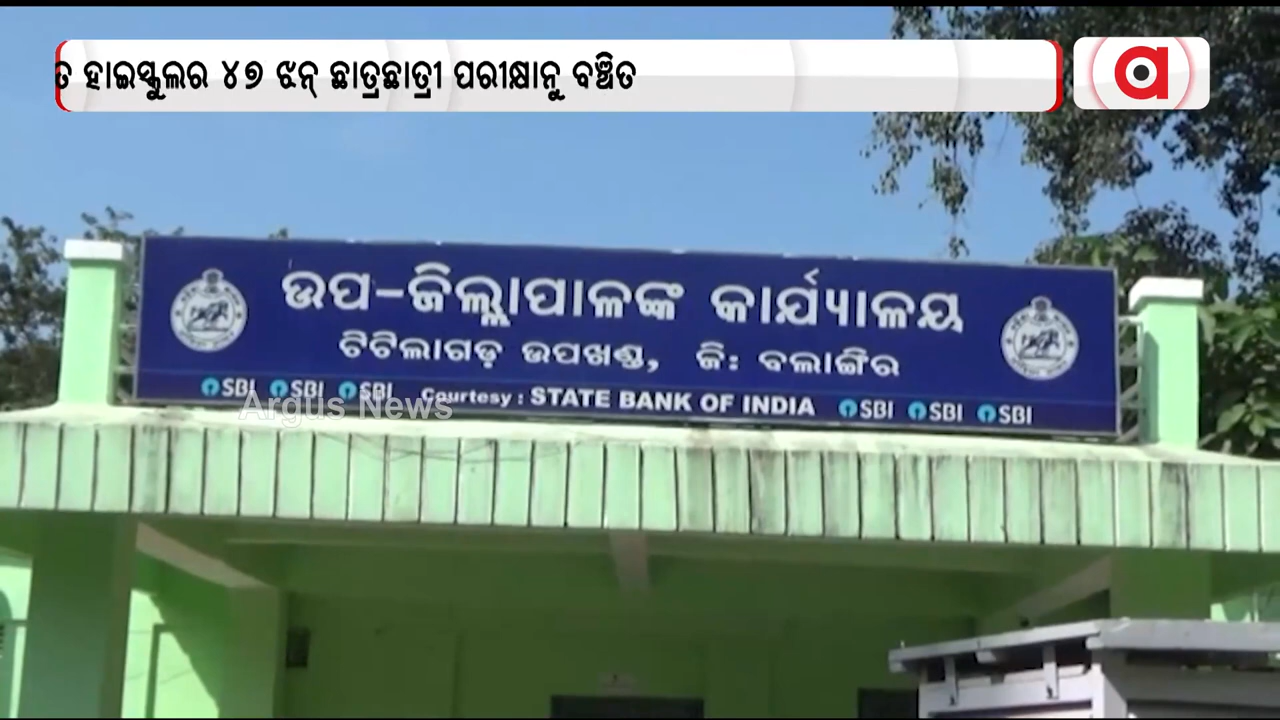 ତ ହାଇସ୍କୁଲର ୪୭ ଝନ୍ ଛାତ୍ରଛାତ୍ରୀ ପରୀକ୍ଷାନୁ ବଞ୍ଚିତ
a
ଉପ-ଜିଲ୍ଲାପାଳଙ୍କ କାର୍ଯ୍ୟାଳୟ
ଟିଟିଲାଗଡ଼ ଉପଖଣ୍ଡ, ଜିଃ ବଲାଙ୍ଗିର
SBI SBI SBI Courtesy : STATE BANK OF INDIA SBI SBI SBI
Argus News